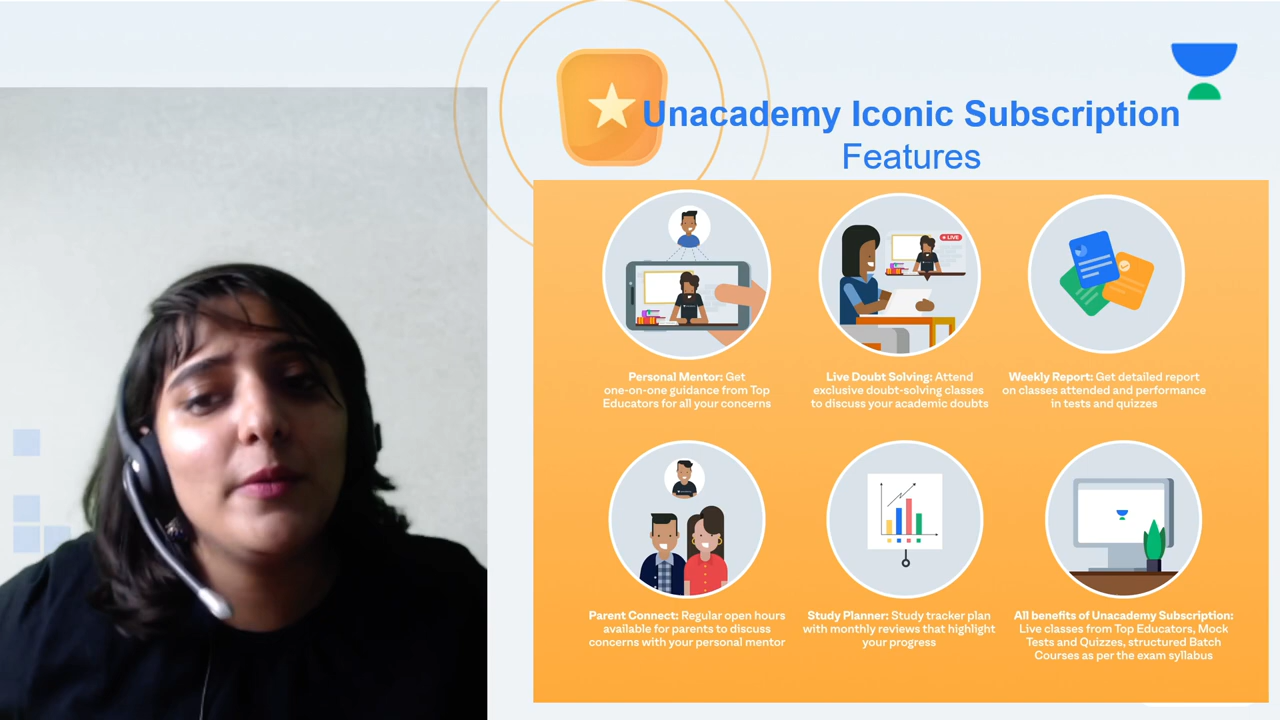 Unacademy Iconic Subscription
Features
LIVE
Personal Mentor: Get
one-on-one guidance from Top
Educators for all your concerns
Live Doubt Solving: Attend
exclusive doubt-solving classes
to discuss your academic doubts
Weekly Report: Get detailed report
on classes attended and performance
in tests and quizzes
Parent Connect: Regular open hours
available for parents to discuss
concerns with your personal mentor
Study Planner: Study tracker plan
with monthly reviews that highlight
your progress
All benefits of Unacademy Subscription:
Live classes from Top Educators, Mock
Tests and Quizzes, structured Batch
Courses as per the exam syllabus